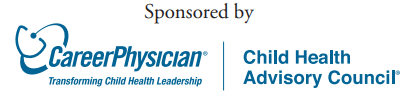 Sponsored by
CareerPhysician®
Transforming Child Health Leadership
Child Health
Advisory Council®